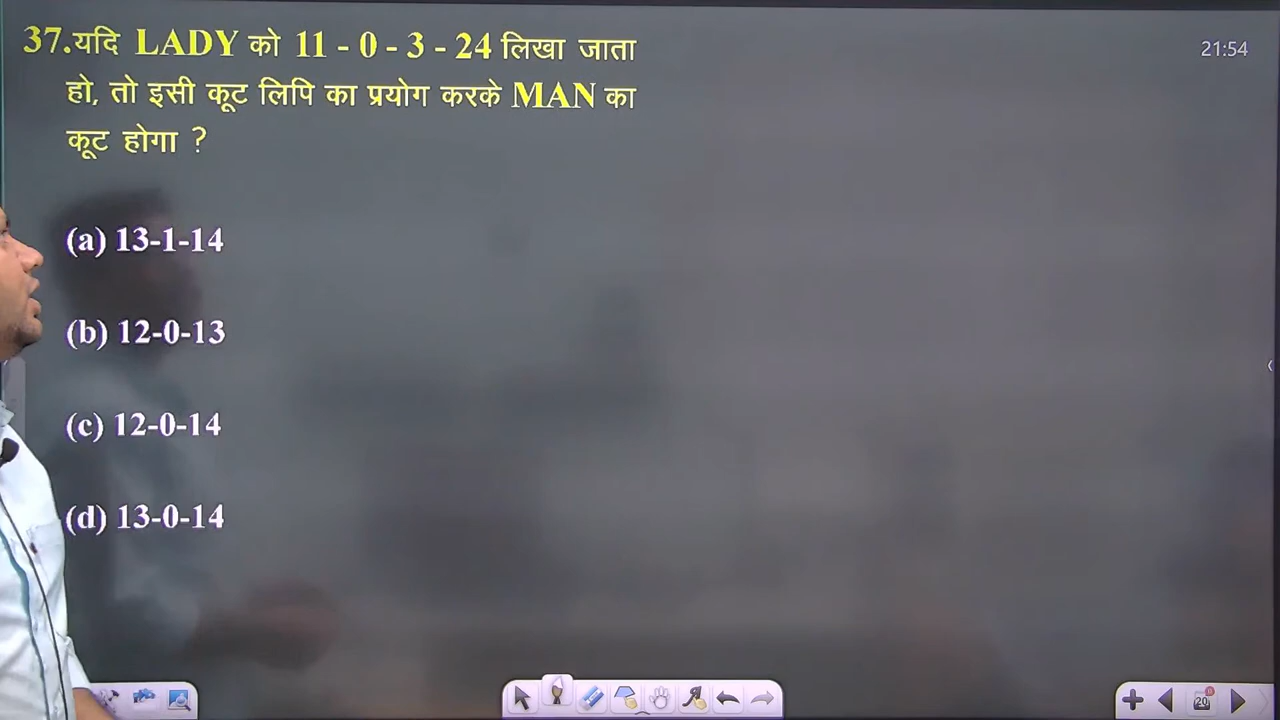 37.यदि LADY को 11 - 0 - 3 - 24 लिखा जाता
21:54
हो, तो इसी कूट लिपि का प्रयोग करके MAN का
कूट होगा ?
(a) 13-1-14
(b) 12-0-13
(c) 12-0-14
(d) 13-0-14
20